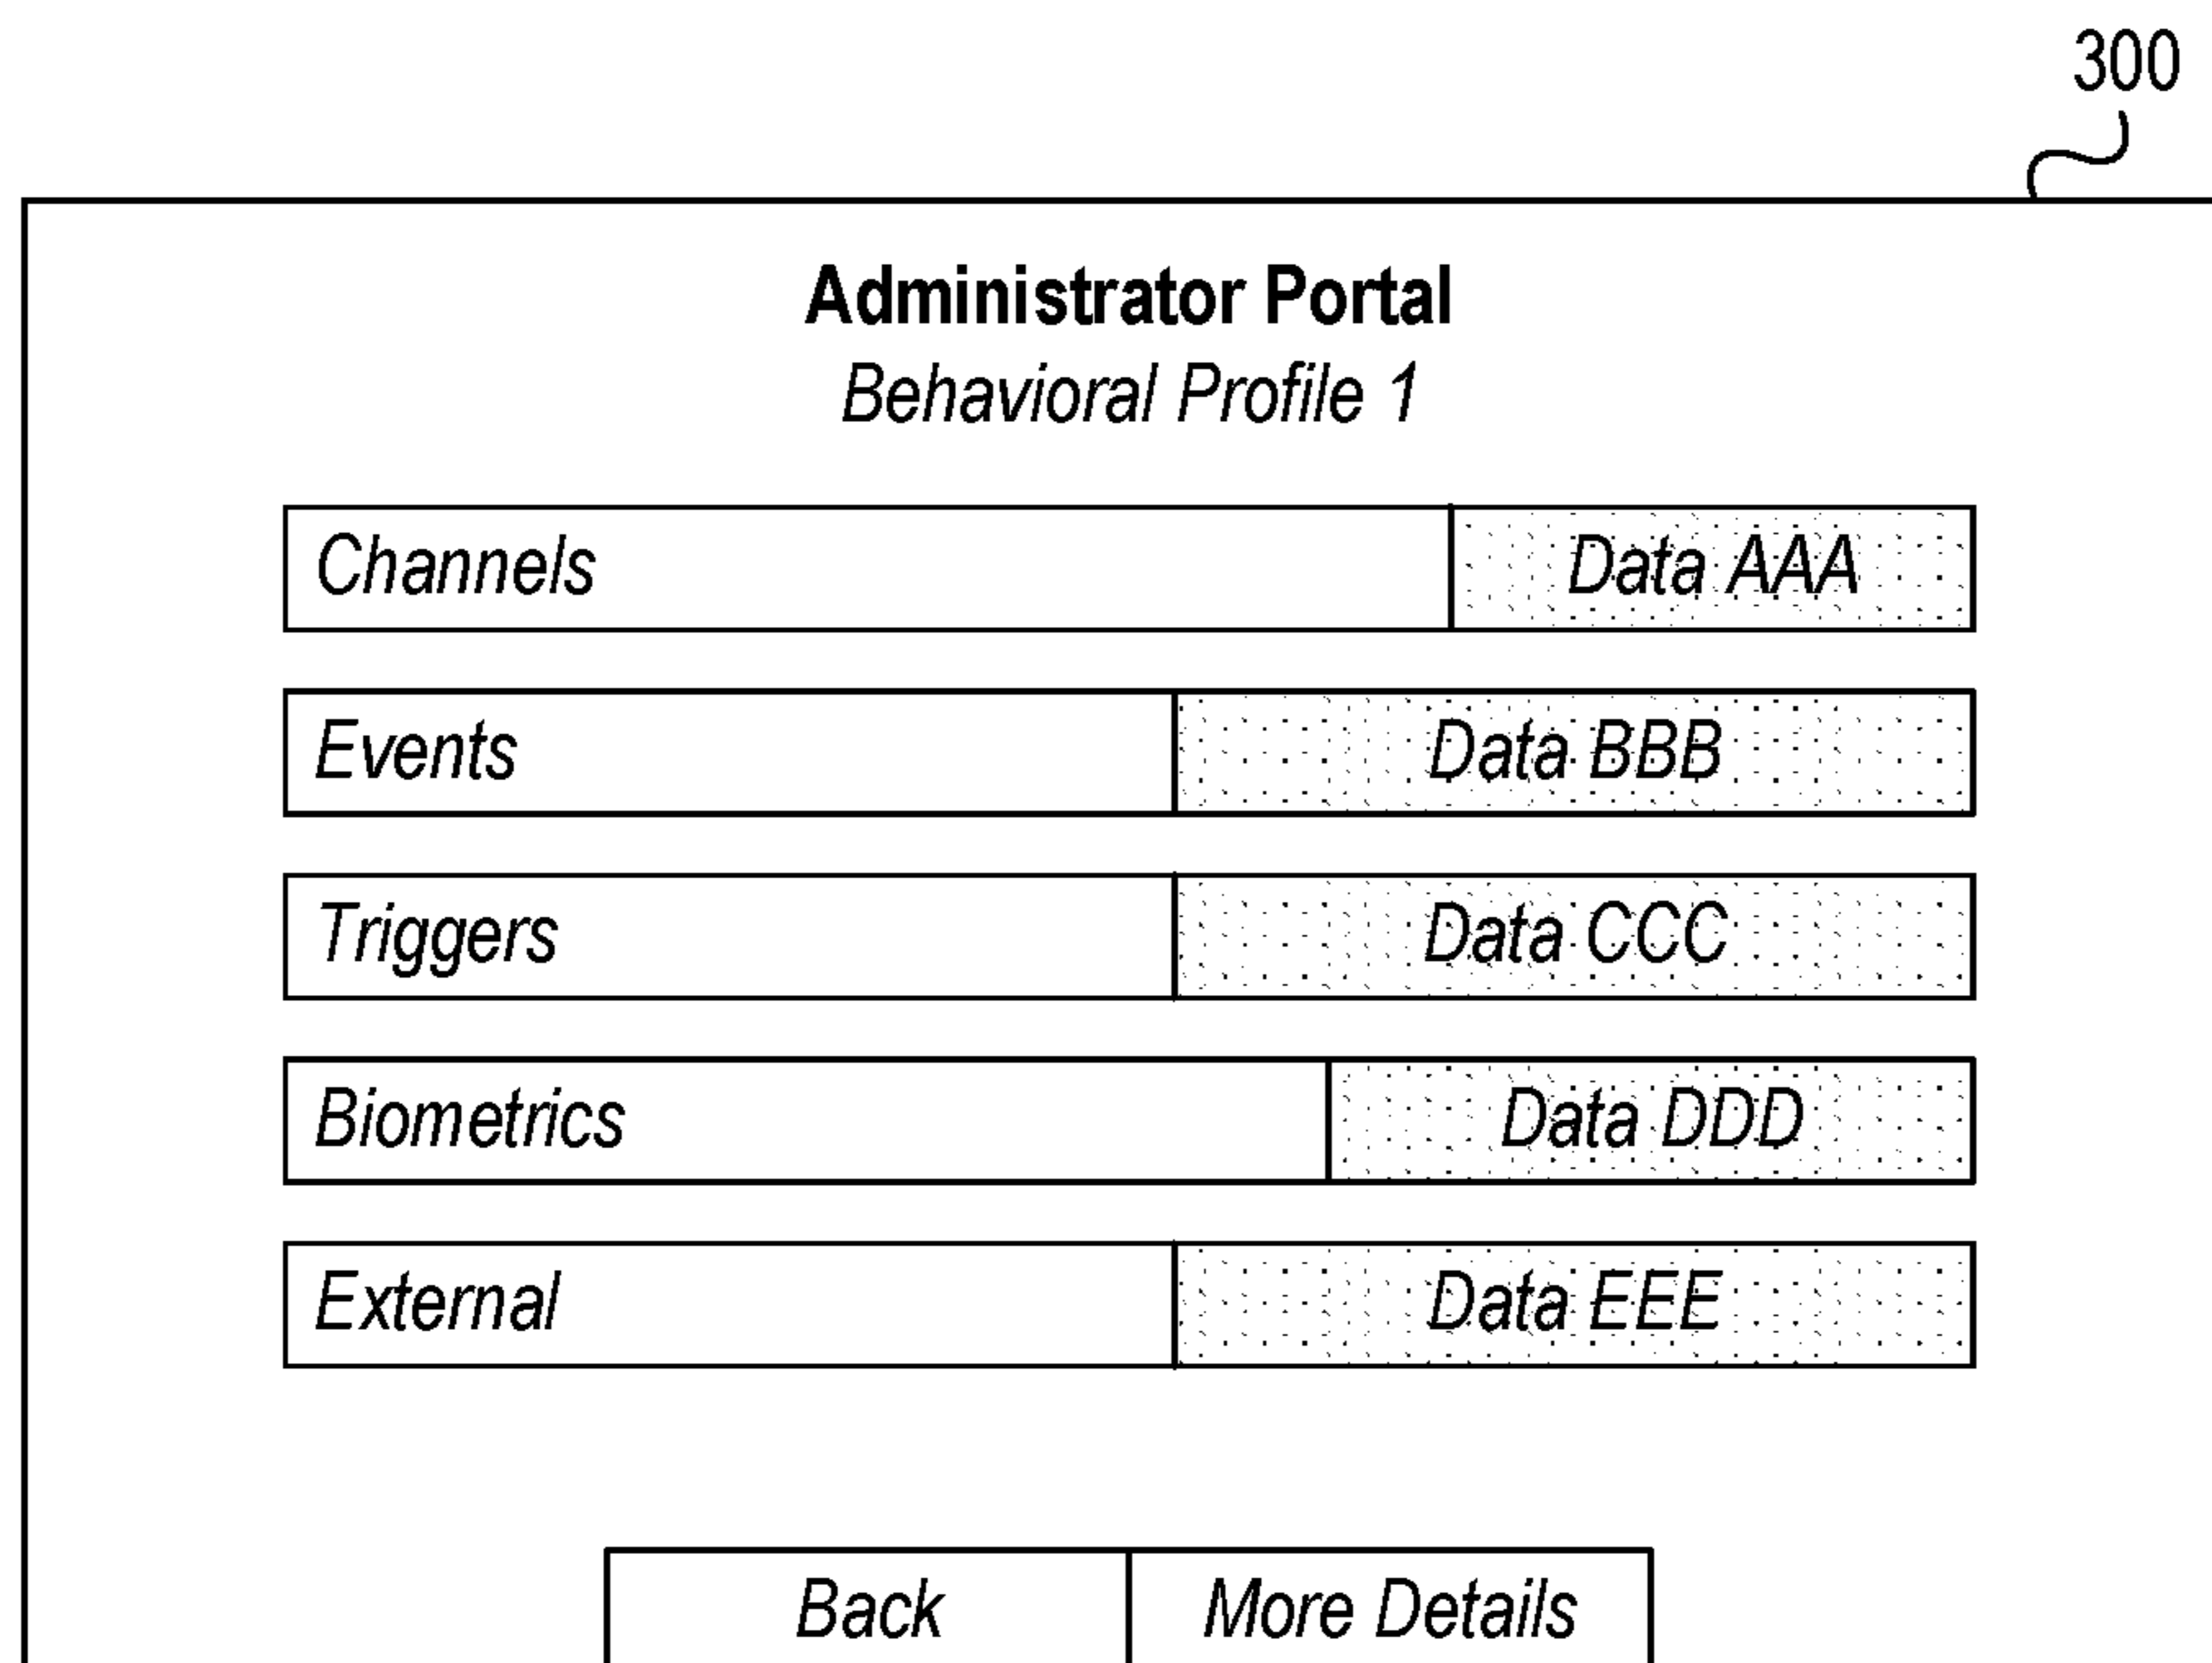 300
Administrator Portal
Behavioral Profile 1
Channels Data AAA
Events Data BBB
Triggers Data CCC
Biometrics Data DDD
External Data EEE
Back More Details